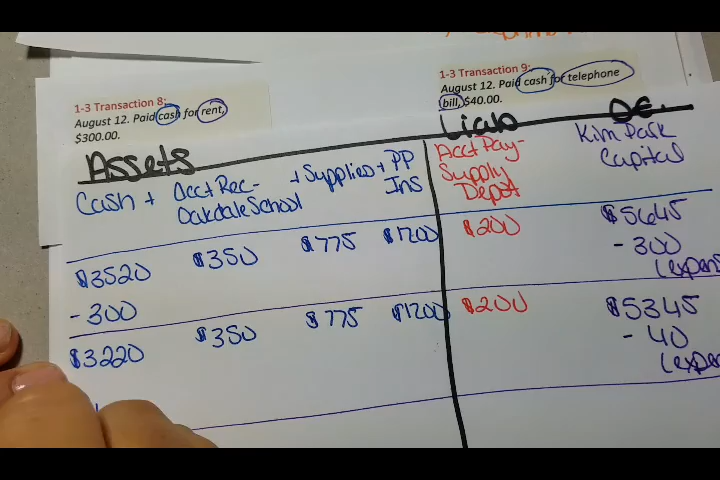 1-3 Transaction 8:
August 12. Paid cash for rent,
$300.00.
1-3 Transaction 9:
August 12. Paid cash for telephone
bill, $40.00.
Assets
Liab
OE.
Cash + Acct Rec- + Supplies + PP
Oakdale School Ins
Acct Pay-
Supply
Depot
Kim Park
Capital
$3520 $350 $775 $1200 $200 $5645
- 300 - 300
(expens
$3220 $350 $775 $1200 $200 $5345
- 40
(expen